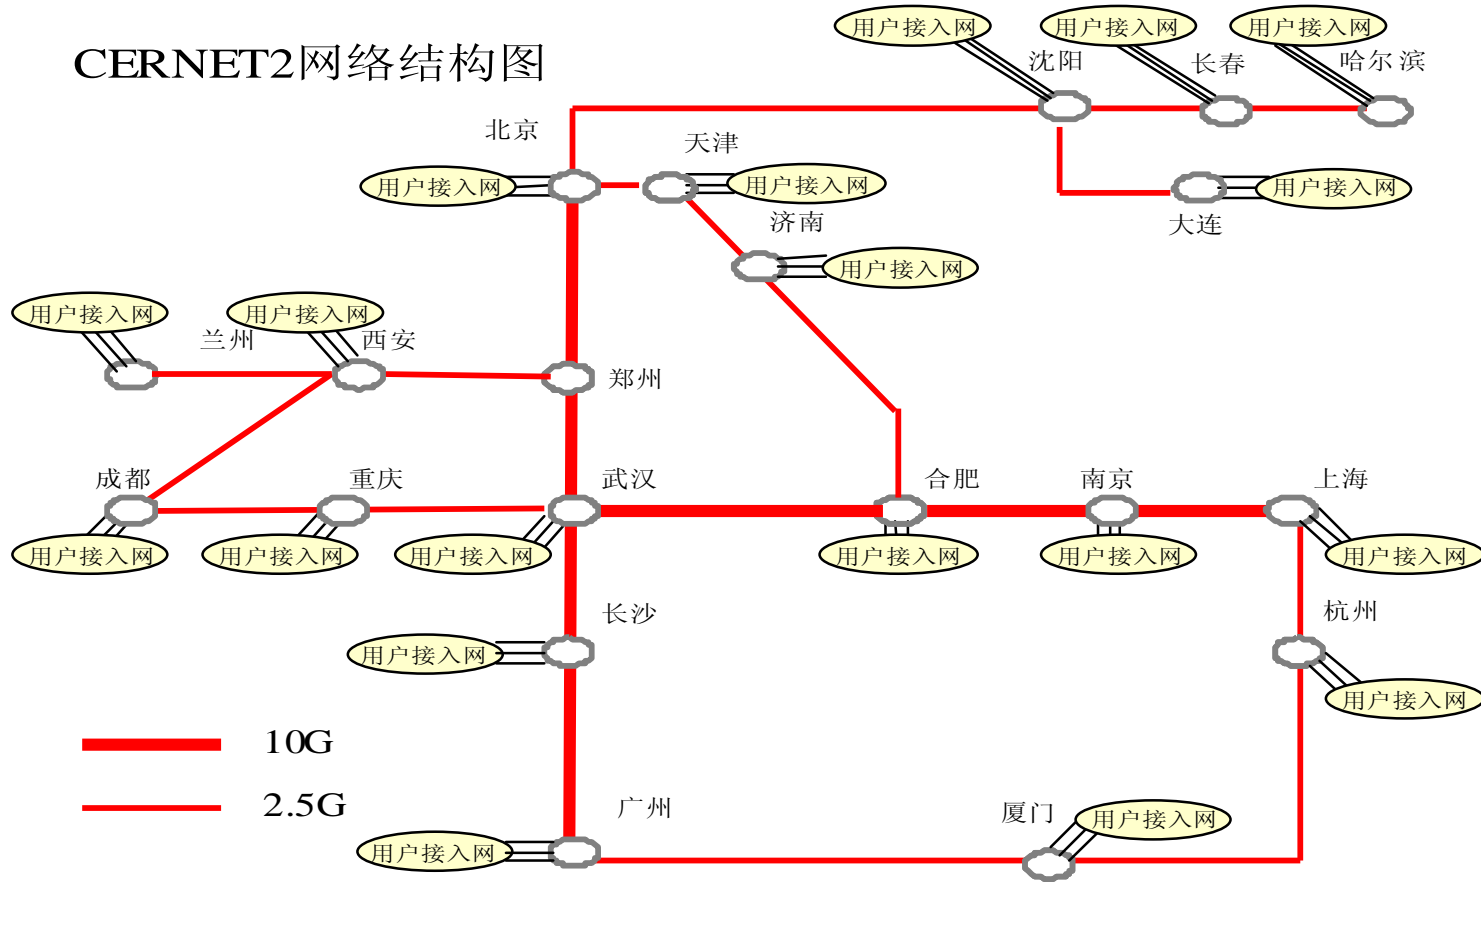 用户接入网
用户接入网
用户接入网
CERNET2网络结构图
沈阳
长春
哈尔滨
北京
天津
用户接入网
用户接入网
用户接入网
济南
大连
用户接入网
用户接入网
用户接入网
兰州
西安
郑州
成都
重庆
武汉
合肥
南京
上海
用户接入网
用户接入网
用户接入网
用户接入网
用户接入网
用户接入网
长沙
杭州
用户接入网
用户接入网
10G
2.5G
广州
厦门
用户接入网
用户接入网